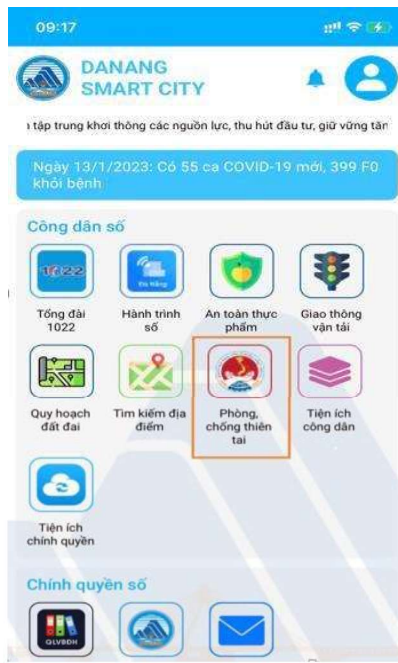 09:17
DANANG
SMART CITY
tập trung khơi thông các nguồn lực, thu hút đầu tư, giữ vững tăn
Ngày 13/1/2023: Có 55 ca COVID-19 mới, 399 F0
khỏi bệnh
Công dân số
1022
Đà Nẵng
Tổng đài
1022
Hành trình
số
An toàn thực
phẩm
Giao thông
vận tải
Quy hoạch
đất đai
Tìm kiếm địa
điểm
Phòng,
chống thiên
tai
Tiện ích
công dân
Tiện ích
chính quyền
Chính quyền số
QLVBDH